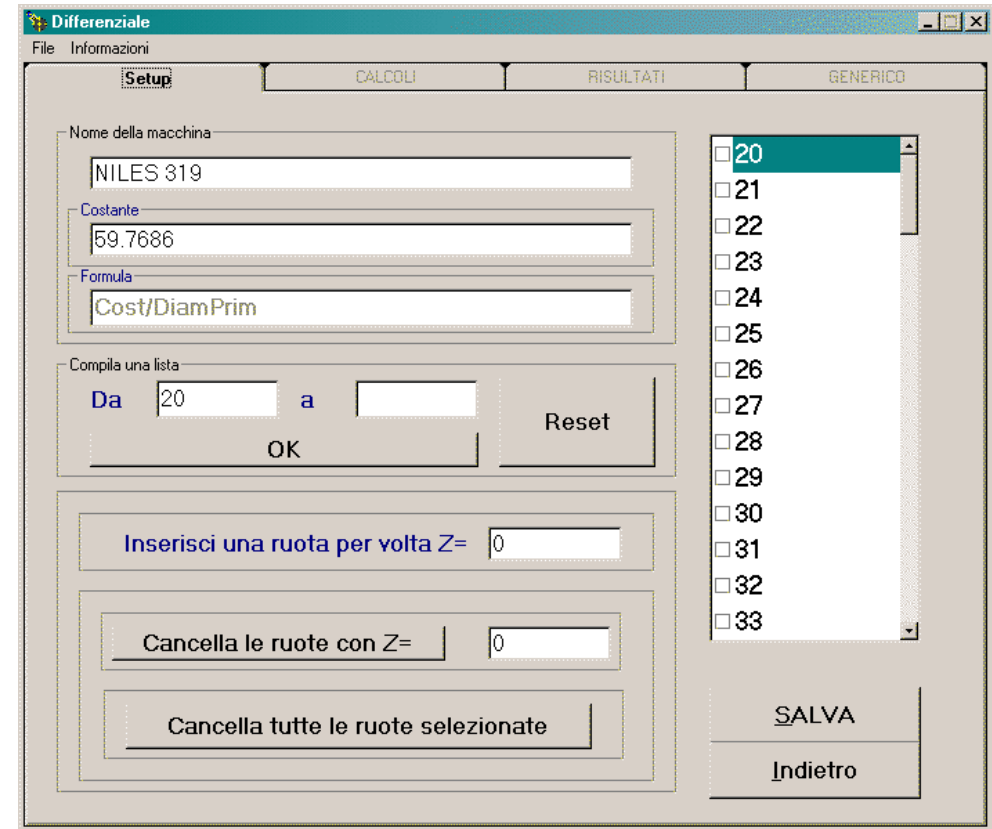 Differenziale
File Informazioni
Setup CALCOLI RISULTATI GENERICO
Nome della macchina
NILES 319
Costante
59.7686
Formula
Cost/DiamPrim
Compila una lista
Da 20 a
OK
Reset
Inserisci una ruota per volta Z= 0
Cancella le ruote con Z= 0
Cancella tutte le ruote selezionate
20
21
22
23
24
25
26
27
28
29
30
31
32
33
SALVA
Indietro